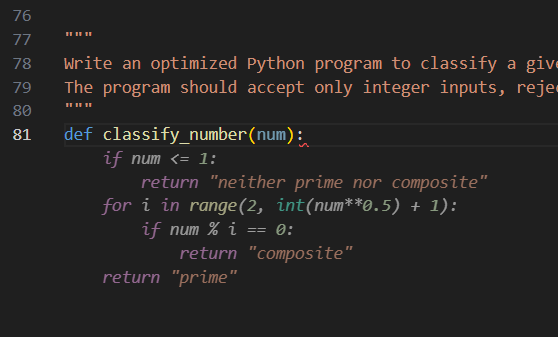 76
77 """
78 Write an optimized Python program to classify a give
79 The program should accept only integer inputs, rejec
80 """
81 def classify_number(num):
if num <= 1:
return "neither prime nor composite"
for i in range(2, int(num**0.5) + 1):
if num % i == 0:
return "composite"
return "prime"